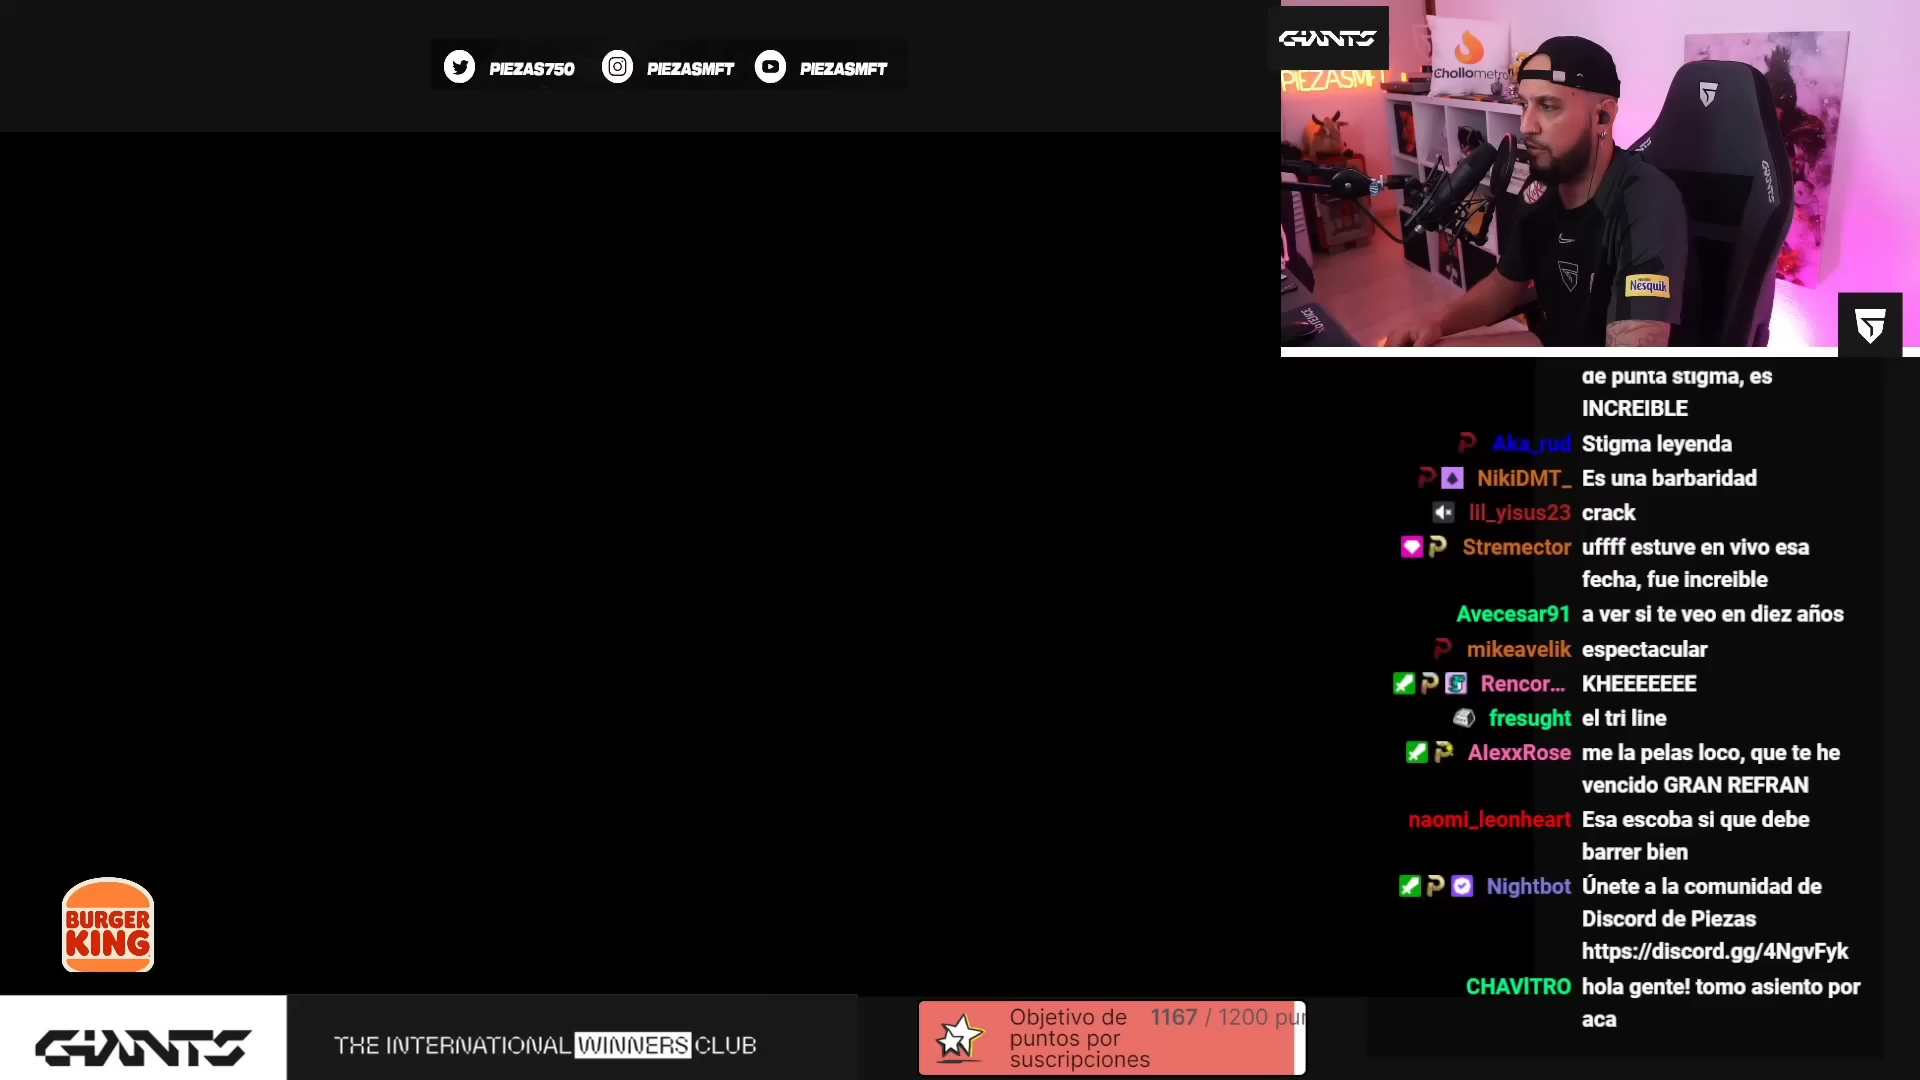 PIEZAS750 PIEZASMFT PIEZASMFT
GIANTS
PIEZASMFT
Chollometro
Nesquik
GIANTS
de punta stigma, es
INCREIBLE
Aka_rud Stigma leyenda
NikiDMT_ Es una barbaridad
lil_yisus23 crack
Stremector uffff estuve en vivo esa
fecha, fue increible
Avecesar91 a ver si te veo en diez años
mikeavelik espectacular
Rencor... KHEEEEEEE
fresught el tri line
AlexxRose me la pelas loco, que te he
vencido GRAN REFRAN
naomi_leonheart Esa escoba si que debe
barrer bien
Nightbot Únete a la comunidad de
Discord de Piezas
https://discord.gg/4NgvFyk
CHAVITRO hola gente! tomo asiento por
aca
BURGER
KING
GIANTS
THE INTERNATIONAL WINNERS CLUB
Objetivo de
puntos por
suscripciones
1167 / 1200 pun